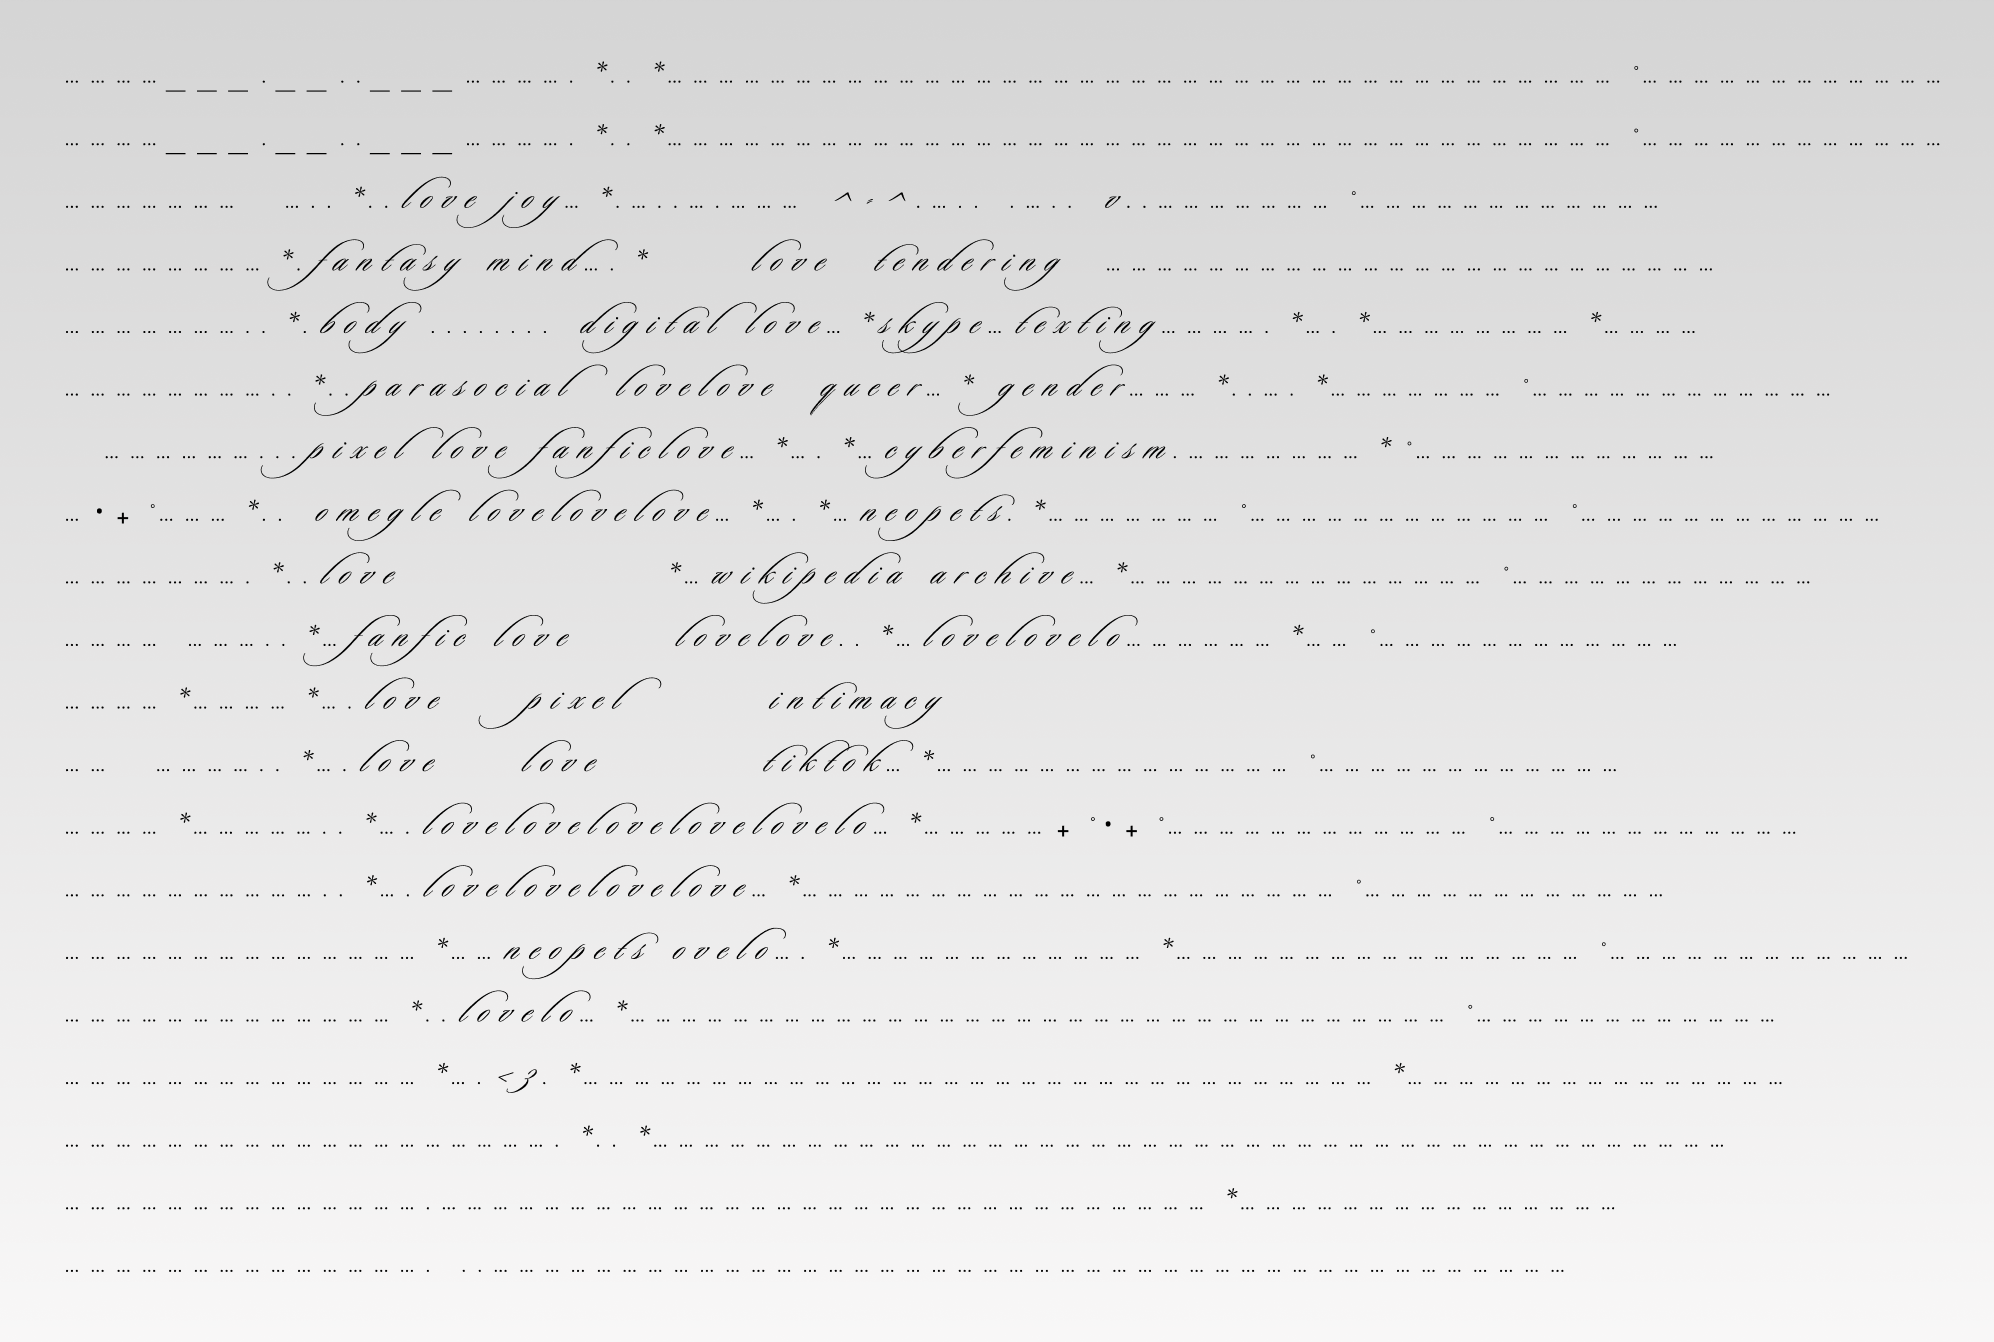 … … … … _ _ _ . _ _ . . _ _ _ … … … … . * . . * … … … … … … … … … … … … … … … … … … … … … … … … … … … … … … … … … … … … … ° … … … … … … … … … … … …
… … … … _ _ _ . _ _ . . _ _ _ … … … … . * . . * … … … … … … … … … … … … … … … … … … … … … … … … … … … … … … … … … … … … … ° … … … … … … … … … … … …
… … … … … … … … . . * . . love joy … * . … . . … . … … … ^ - ^ . … . . . … . . v . . … … … … … … … ° … … … … … … … … … … … …
… … … … … … … … * . fantasy mind … . * love tendering … … … … … … … … … … … … … … … … … … … … … … … …
… … … … … … … . . * . body . . . . . . . . digital love … * skype … texting … … … … . * … . * … … … … … … … … * … … … …
… … … … … … … … . . * . . parasocial lovelove queer … * gender … … … * . . … . * … … … … … … … ° … … … … … … … … … … … …
… … … … … … . . . pixel love fanficlove … * … . * … cyberfeminism . … … … … … … … * ° … … … … … … … … … … … …
… • + ° … … … * . . omegle lovelovelove … * … . * … neopets . * … … … … … … … ° … … … … … … … … … … … … ° … … … … … … … … … … … …
… … … … … … … . * . . love * … wikipedia archive … * … … … … … … … … … … … … … … ° … … … … … … … … … … … …
… … … … … … … . . * … fanfic love lovelove . . * … lovelovelo … … … … … … * … … ° … … … … … … … … … … … …
… … … … * … … … … * … . love pixel intimacy
… … … … … … . . * … . love love tiktok … * … … … … … … … … … … … … … … ° … … … … … … … … … … … …
… … … … * … … … … … . . * … . lovelovelovelovelovelo … * … … … … … + ° • + ° … … … … … … … … … … … … ° … … … … … … … … … … … …
… … … … … … … … … … . . * … . lovelovelovelove … * … … … … … … … … … … … … … … … … … … … … … ° … … … … … … … … … … … …
… … … … … … … … … … … … … … * … … neopets ovelo … . * … … … … … … … … … … … … * … … … … … … … … … … … … … … … … ° … … … … … … … … … … … …
… … … … … … … … … … … … … * . . lovelo … * … … … … … … … … … … … … … … … … … … … … … … … … … … … … … … … … ° … … … … … … … … … … … …
… … … … … … … … … … … … … … * … . <3 . * … … … … … … … … … … … … … … … … … … … … … … … … … … … … … … … * … … … … … … … … … … … … … … …
… … … … … … … … … … … … … … … … … … … . * . . * … … … … … … … … … … … … … … … … … … … … … … … … … … … … … … … … … … … … … … … … … …
… … … … … … … … … … … … … … . … … … … … … … … … … … … … … … … … … … … … … … … … … … … … … * … … … … … … … … … … … … … … …
… … … … … … … … … … … … … … . . . … … … … … … … … … … … … … … … … … … … … … … … … … … … … … … … … … … … … … … … … … …